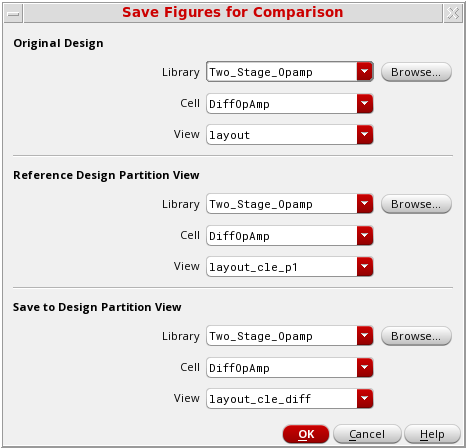 Save Figures for Comparison
Original Design
Library Two_Stage_Opamp Browse...
Cell DiffOpAmp
View layout
Reference Design Partition View
Library Two_Stage_Opamp Browse...
Cell DiffOpAmp
View layout_cle_p1
Save to Design Partition View
Library Two_Stage_Opamp Browse...
Cell DiffOpAmp
View layout_cle_diff
OK Cancel Help